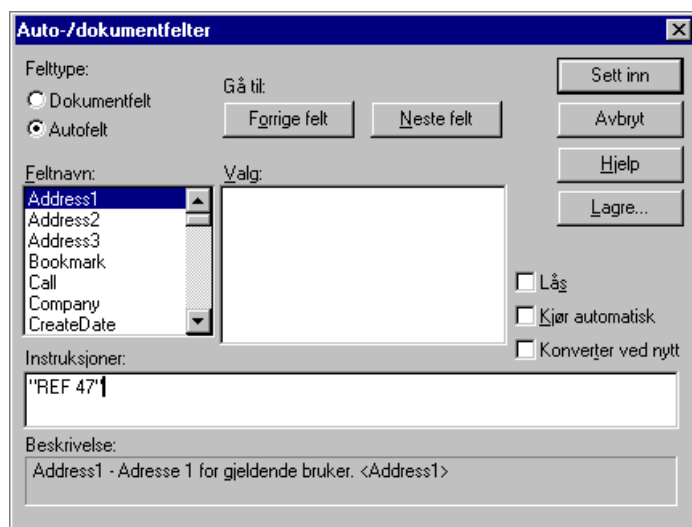 Auto-/dokumentfelter
Felttype:
Dokumentfelt
Autofelt
Gå til:
Forrige felt
Neste felt
Sett inn
Avbryt
Hjelp
Lagre...
Feltnavn:
Address1
Address2
Address3
Bookmark
Call
Company
CreateDate
Valg:
Lås
Kjør automatisk
Konverter ved nytt
Instruksjoner:
"REF 47"
Beskrivelse:
Address1 - Adresse 1 for gjeldende bruker. <Address1>